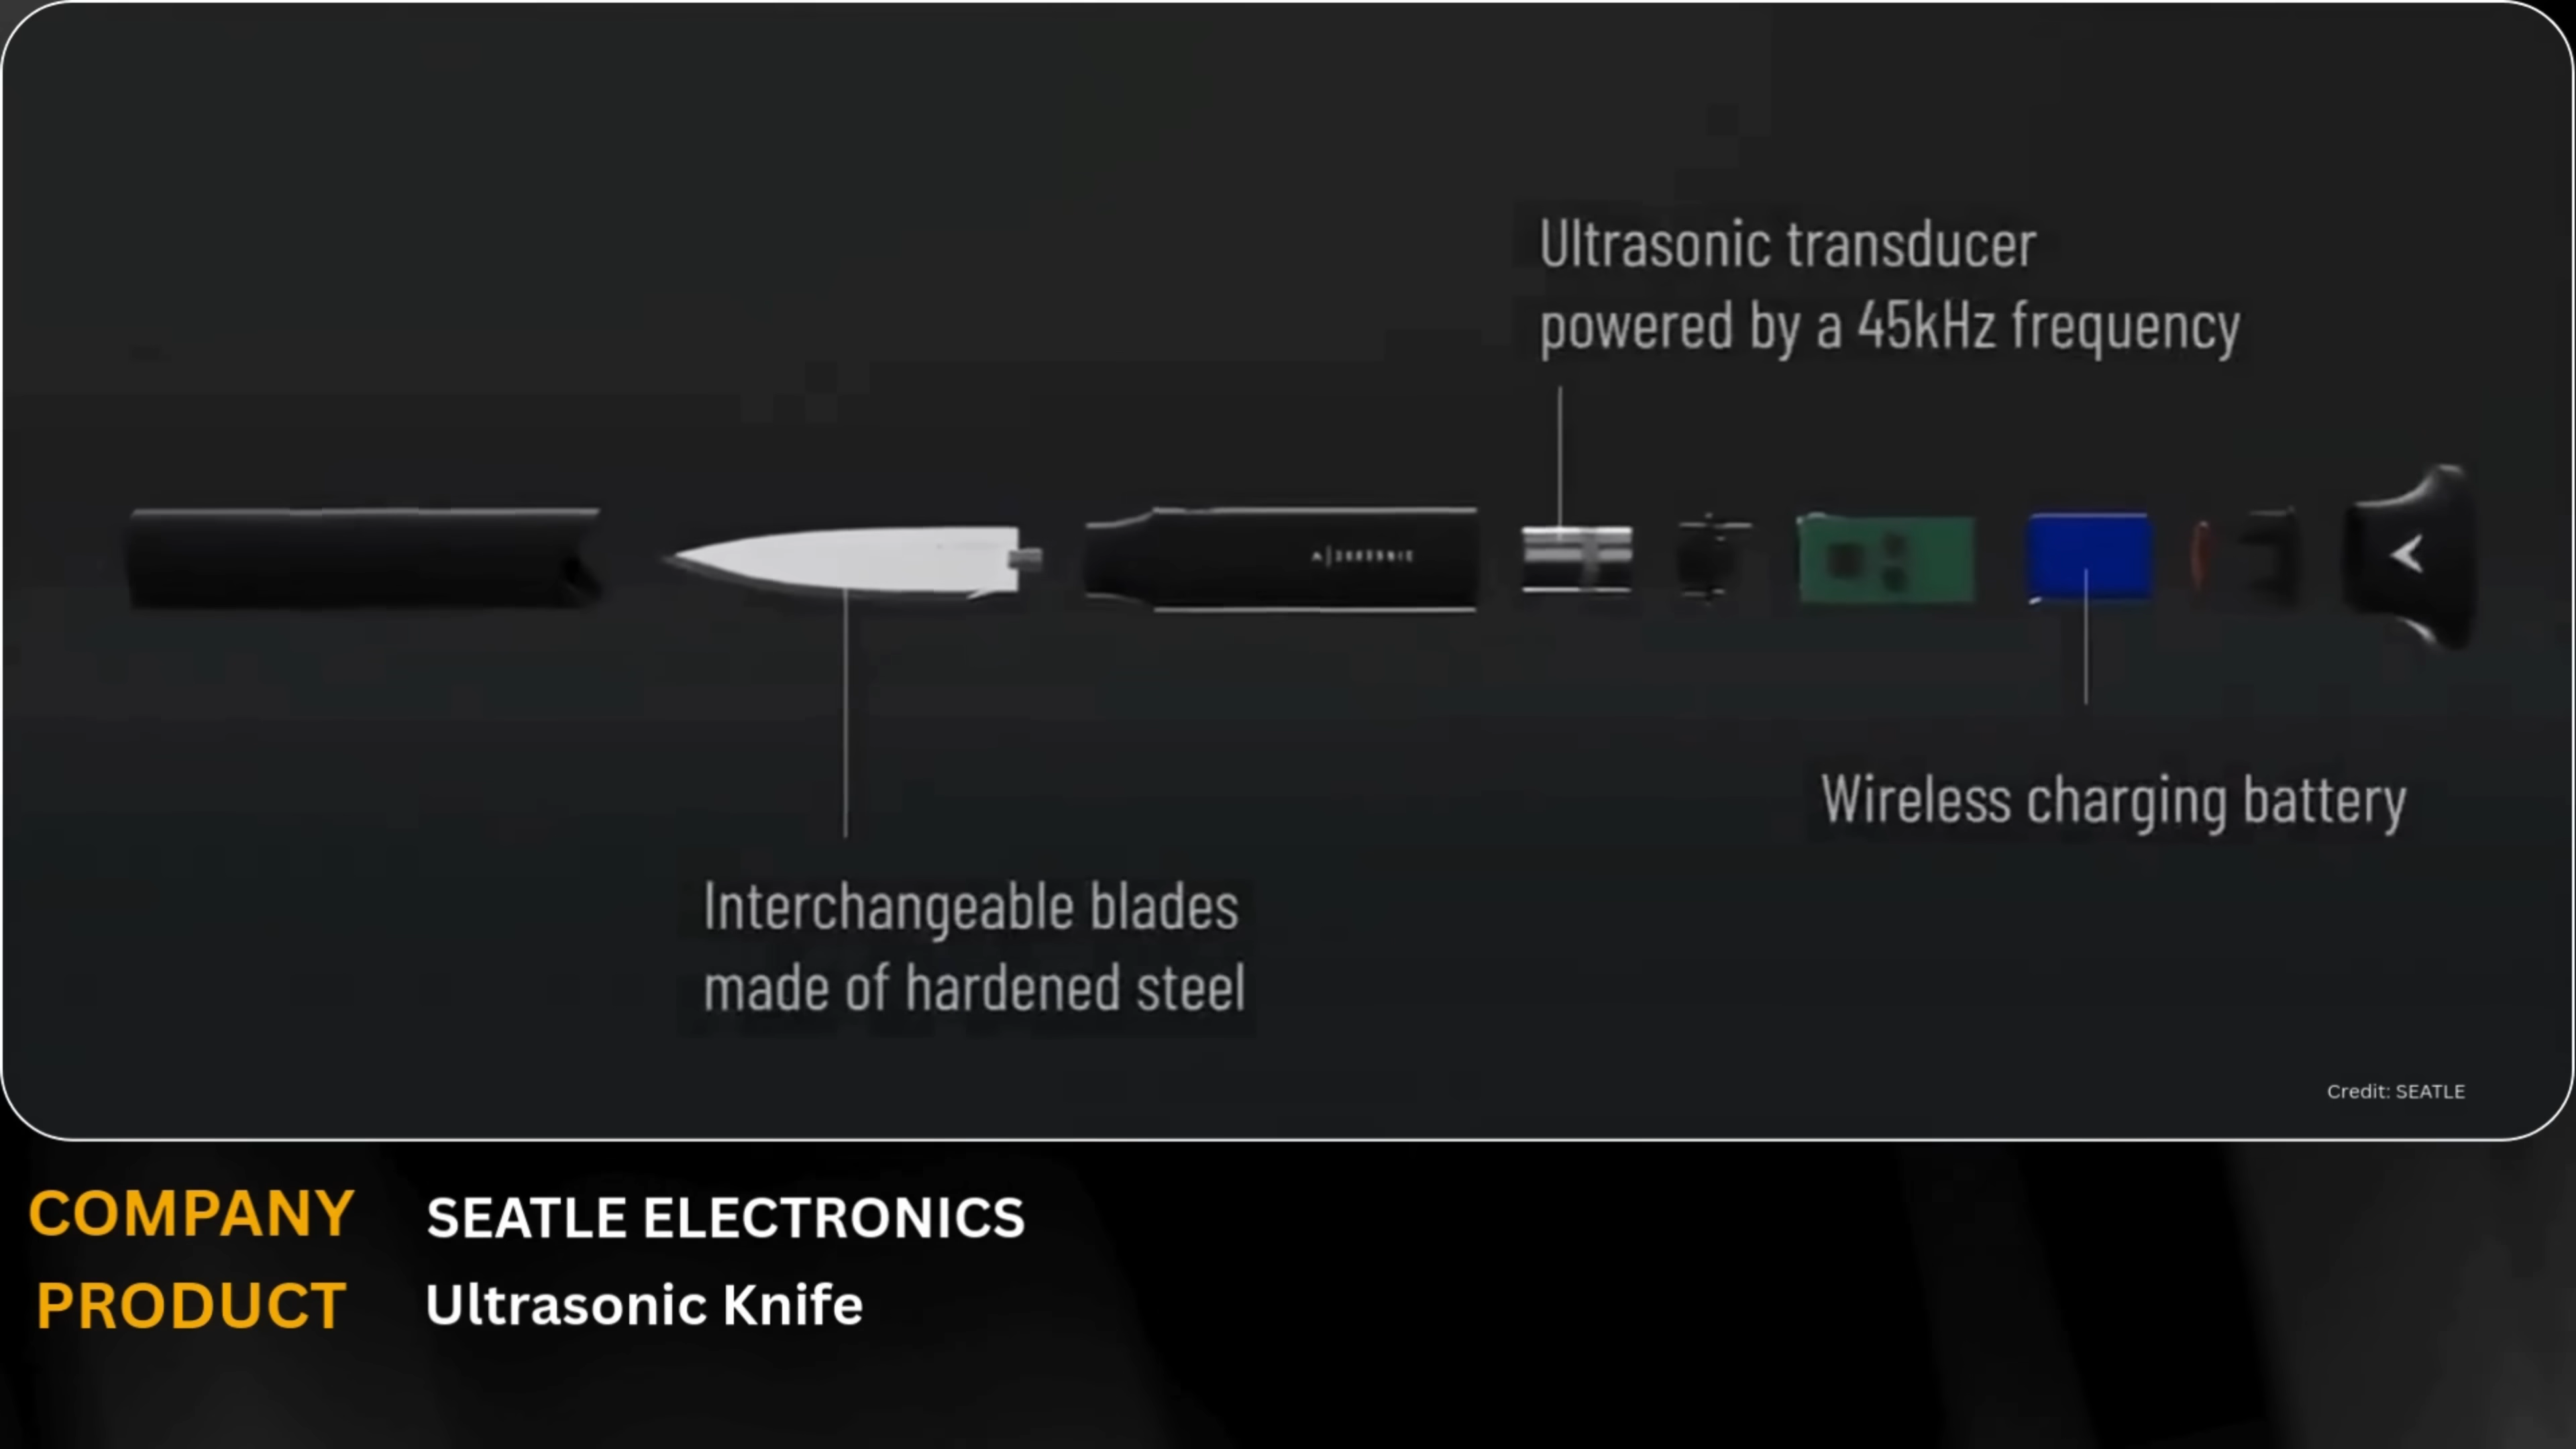 Ultrasonic transducer
powered by a 45kHz frequency
Wireless charging battery
Interchangeable blades
made of hardened steel
Credit: SEATLE
COMPANY SEATLE ELECTRONICS
PRODUCT Ultrasonic Knife